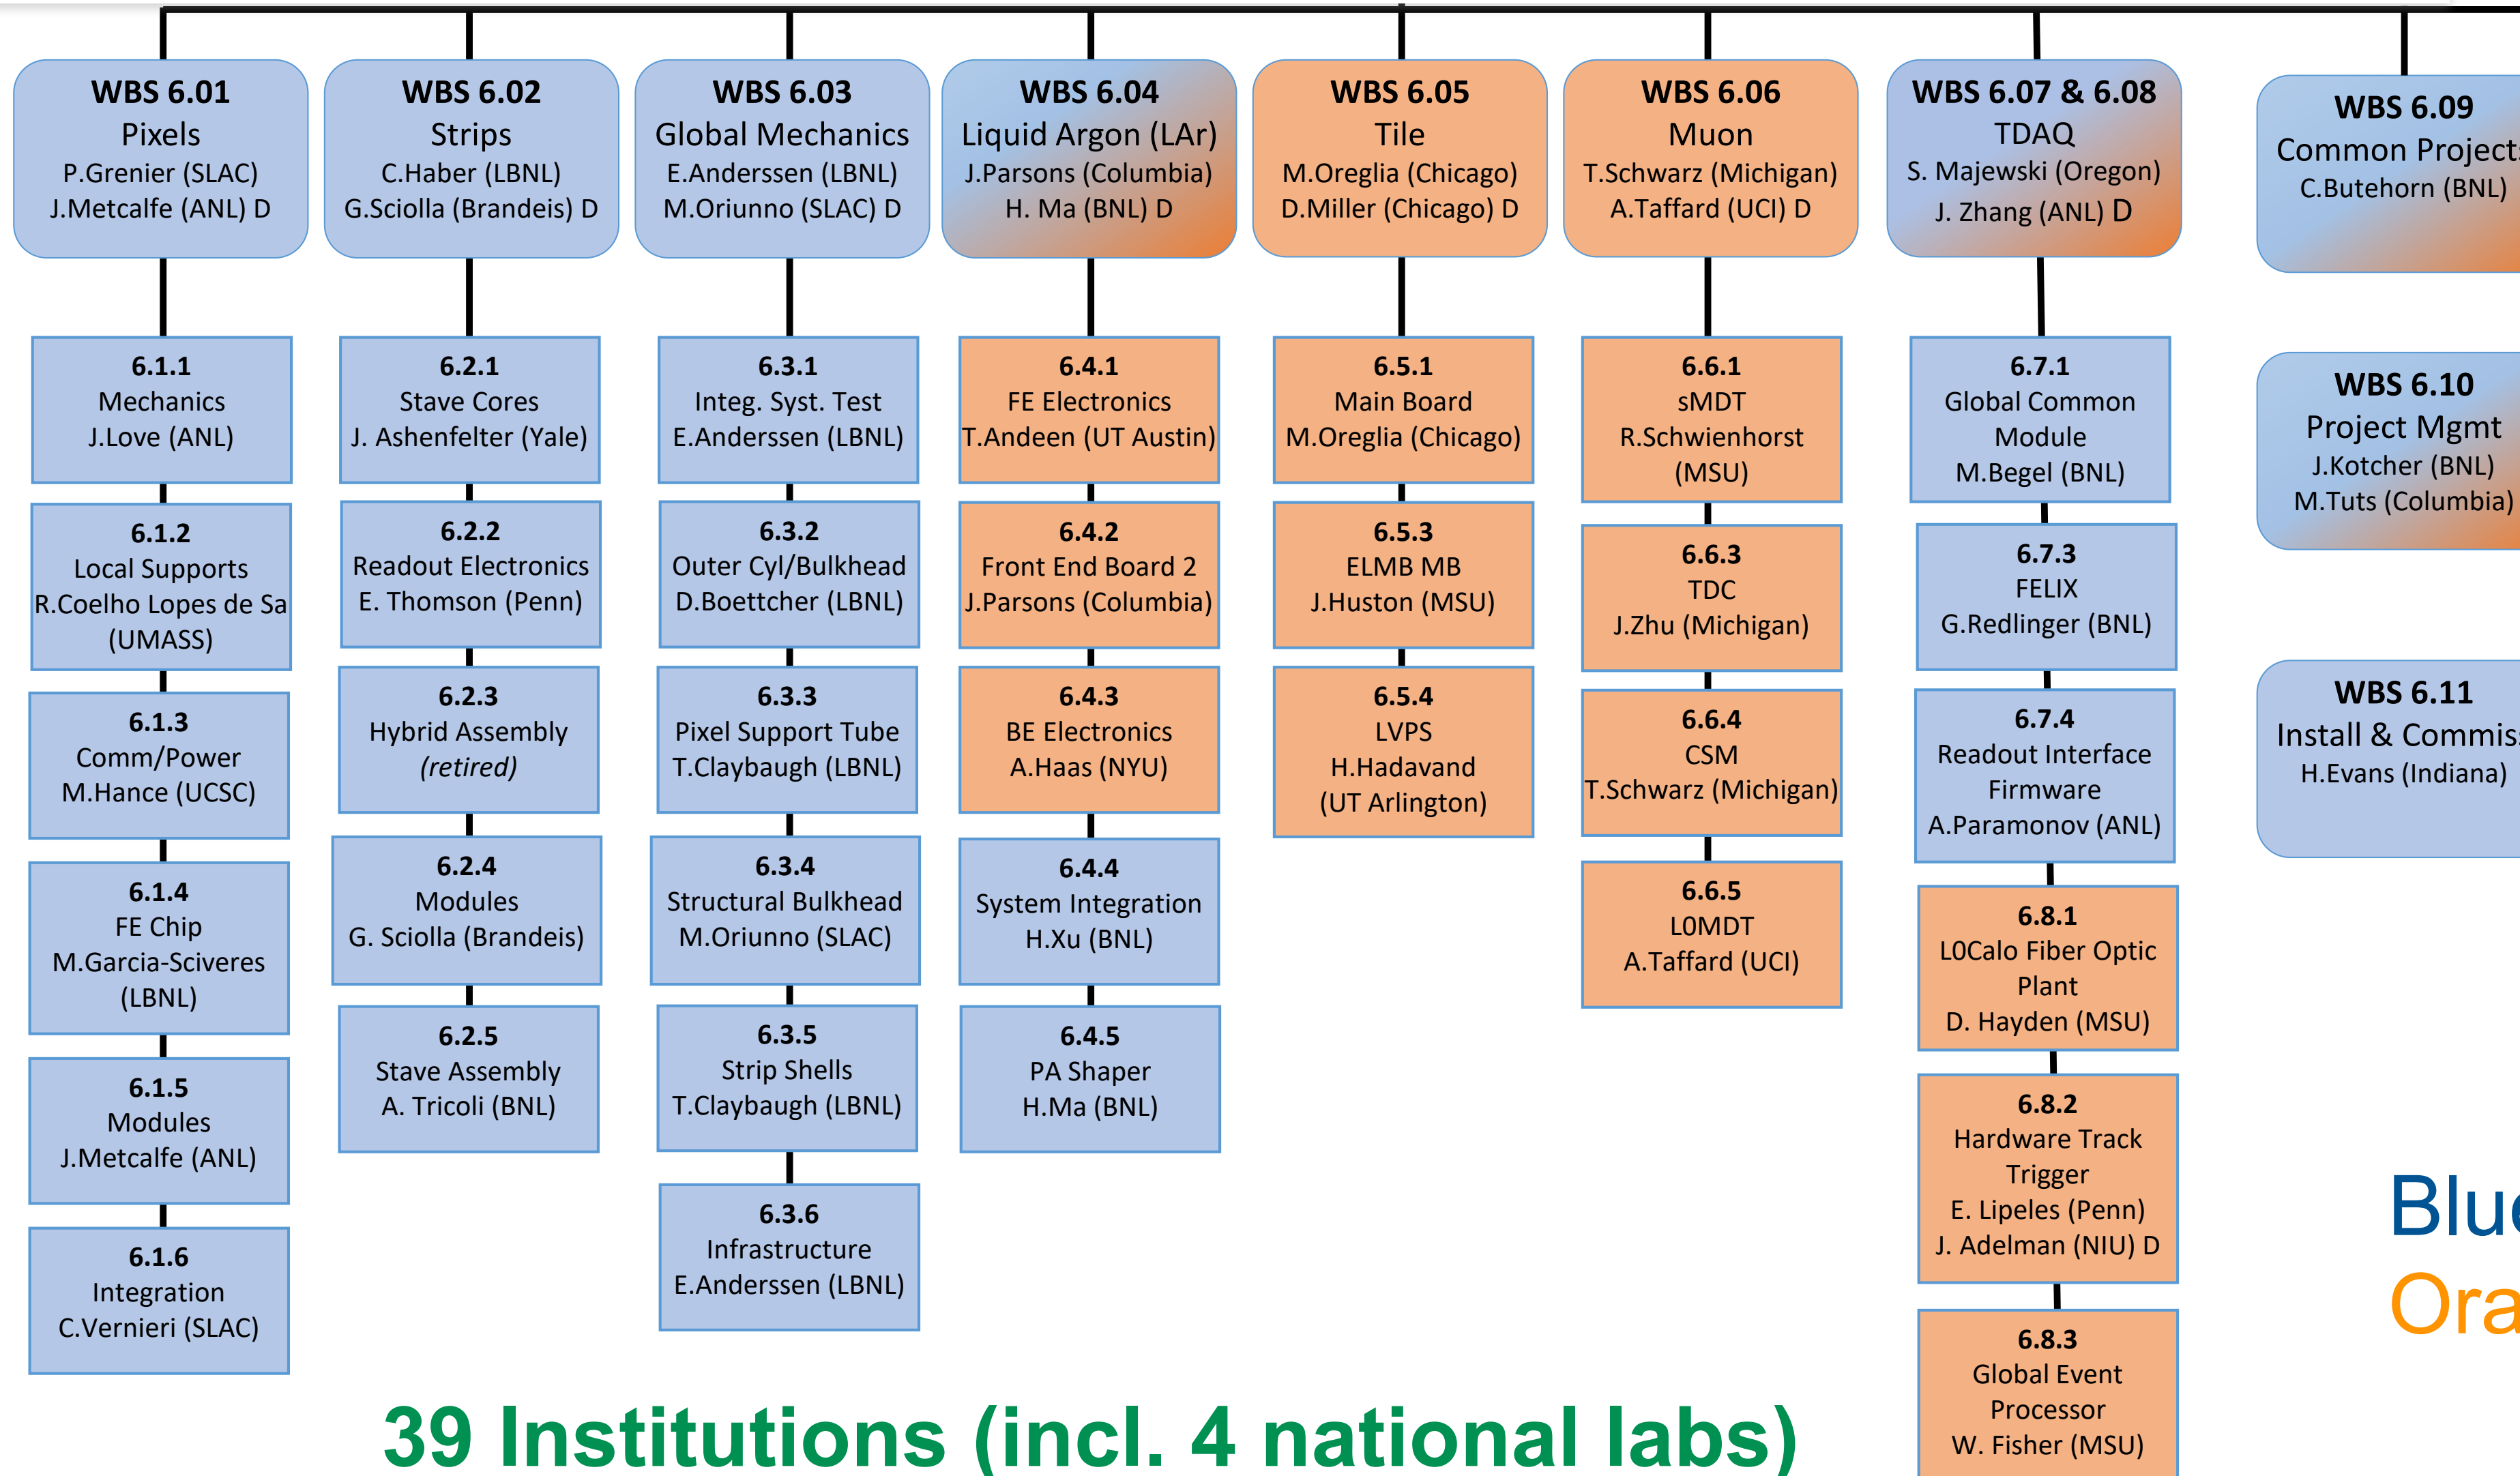 WBS 6.01
Pixels
P.Grenier (SLAC)
J.Metcalfe (ANL) D
6.1.1
Mechanics
J.Love (ANL)
6.1.2
Local Supports
R.Coelho Lopes de Sa
(UMASS)
6.1.3
Comm/Power
M.Hance (UCSC)
6.1.4
FE Chip
M.Garcia-Sciveres
(LBNL)
6.1.5
Modules
J.Metcalfe (ANL)
6.1.6
Integration
C.Vernieri (SLAC)
WBS 6.02
Strips
C.Haber (LBNL)
G.Sciolla (Brandeis) D
6.2.1
Stave Cores
J. Ashenfelter (Yale)
6.2.2
Readout Electronics
E. Thomson (Penn)
6.2.3
Hybrid Assembly
(retired)
6.2.4
Modules
G. Sciolla (Brandeis)
6.2.5
Stave Assembly
A. Tricoli (BNL)
WBS 6.03
Global Mechanics
E.Anderssen (LBNL)
M.Oriunno (SLAC) D
6.3.1
Integ. Syst. Test
E.Anderssen (LBNL)
6.3.2
Outer Cyl/Bulkhead
D.Boettcher (LBNL)
6.3.3
Pixel Support Tube
T.Claybaugh (LBNL)
6.3.4
Structural Bulkhead
M.Oriunno (SLAC)
6.3.5
Strip Shells
T.Claybaugh (LBNL)
6.3.6
Infrastructure
E.Anderssen (LBNL)
WBS 6.04
Liquid Argon (LAr)
J.Parsons (Columbia)
H. Ma (BNL) D
6.4.1
FE Electronics
T.Andeen (UT Austin)
6.4.2
Front End Board 2
J.Parsons (Columbia)
6.4.3
BE Electronics
A.Haas (NYU)
6.4.4
System Integration
H.Xu (BNL)
6.4.5
PA Shaper
H.Ma (BNL)
WBS 6.05
Tile
M.Oreglia (Chicago)
D.Miller (Chicago) D
6.5.1
Main Board
M.Oreglia (Chicago)
6.5.3
ELMB MB
J.Huston (MSU)
6.5.4
LVPS
H.Hadavand
(UT Arlington)
WBS 6.06
Muon
T.Schwarz (Michigan)
A.Taffard (UCI) D
6.6.1
sMDT
R.Schwienhorst
(MSU)
6.6.3
TDC
J.Zhu (Michigan)
6.6.4
CSM
T.Schwarz (Michigan)
6.6.5
L0MDT
A.Taffard (UCI)
WBS 6.07 & 6.08
TDAQ
S. Majewski (Oregon)
J. Zhang (ANL) D
6.7.1
Global Common
Module
M.Begel (BNL)
6.7.3
FELIX
G.Redlinger (BNL)
6.7.4
Readout Interface
Firmware
A.Paramonov (ANL)
6.8.1
L0Calo Fiber Optic
Plant
D. Hayden (MSU)
6.8.2
Hardware Track
Trigger
E. Lipeles (Penn)
J. Adelman (NIU) D
6.8.3
Global Event
Processor
W. Fisher (MSU)
WBS 6.09
Common Projects
C.Butehorn (BNL)
WBS 6.10
Project Mgmt
J.Kotcher (BNL)
M.Tuts (Columbia)
WBS 6.11
Install & Commis
H.Evans (Indiana)
Blue
Ora
39 Institutions (incl. 4 national labs)